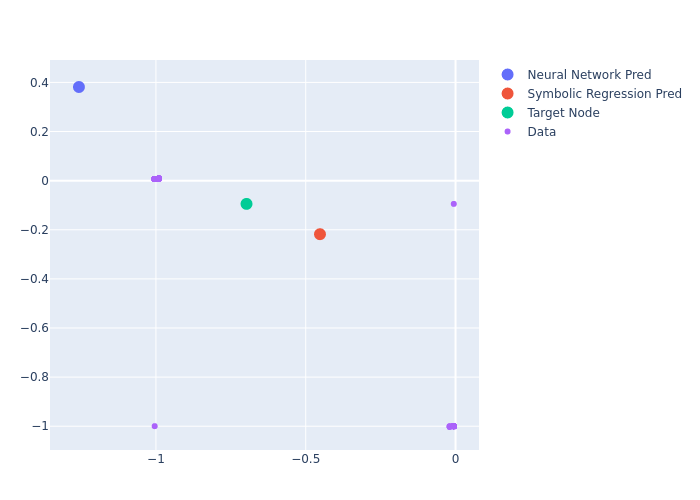 Neural Network Pred
Symbolic Regression Pred
Target Node
Data
0.4
0.2
0
−0.2
−0.4
−0.6
−0.8
−1
−1
−0.5
0